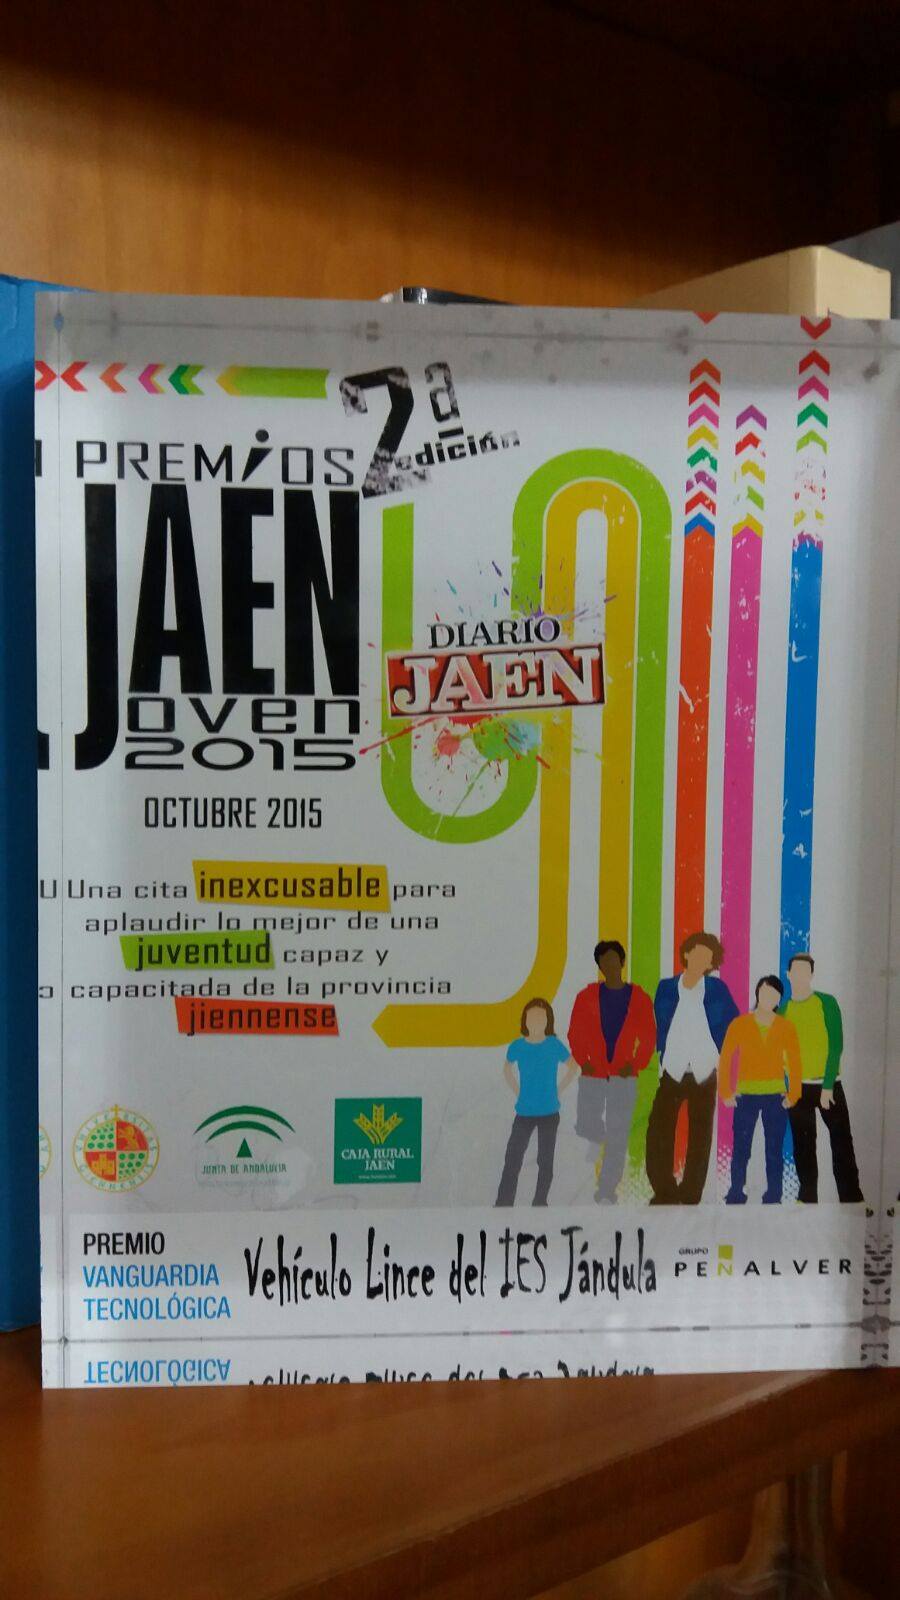 2ª
edición
PREMIOS
JAEN
Joven
2015
DIARIO
JAEN
OCTUBRE 2015
U Una cita inexcusable para
aplaudir lo mejor de una
juventud capaz y
capacitada de la provincia
jiennense
JUNTA DE ANDALUCIA
CAJA RURAL
JAEN
PREMIO
VANGUARDIA
TECNOLÓGICA
Vehículo Lince del IES Jándula
GRUPO
PEÑALVER
TECNOLÓGICA